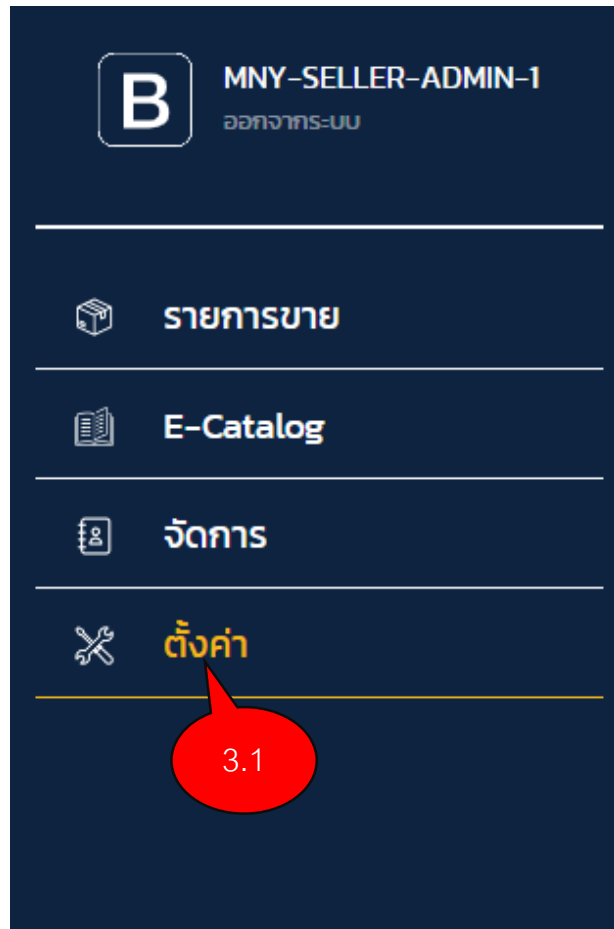 B
MNY-SELLER-ADMIN-1
ออกจากระบบ
รายการขาย
E-Catalog
จัดการ
ตั้งค่า
3.1